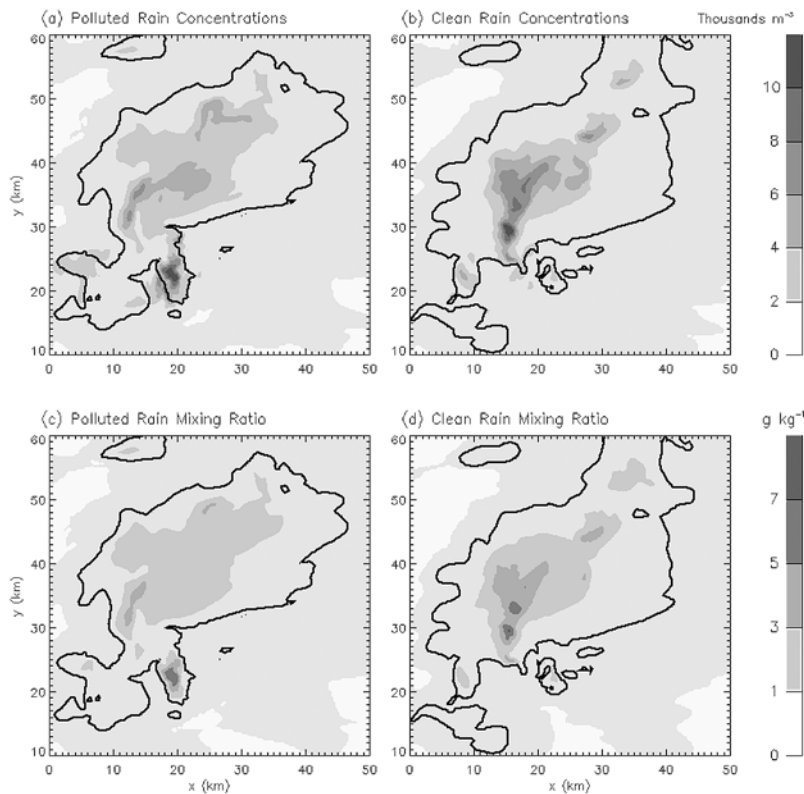 (a) Polluted Rain Concentrations
(b) Clean Rain Concentrations
Thousands m⁻³
60
50
40
30
20
10
y (km)
0 10 20 30 40 50
60
50
40
30
20
10
0 10 20 30 40 50
10
8
6
4
2
0
(c) Polluted Rain Mixing Ratio
(d) Clean Rain Mixing Ratio
g kg⁻¹
60
50
40
30
20
10
y (km)
0 10 20 30 40 50
x (km)
60
50
40
30
20
10
0 10 20 30 40 50
x (km)
7
5
3
1
0